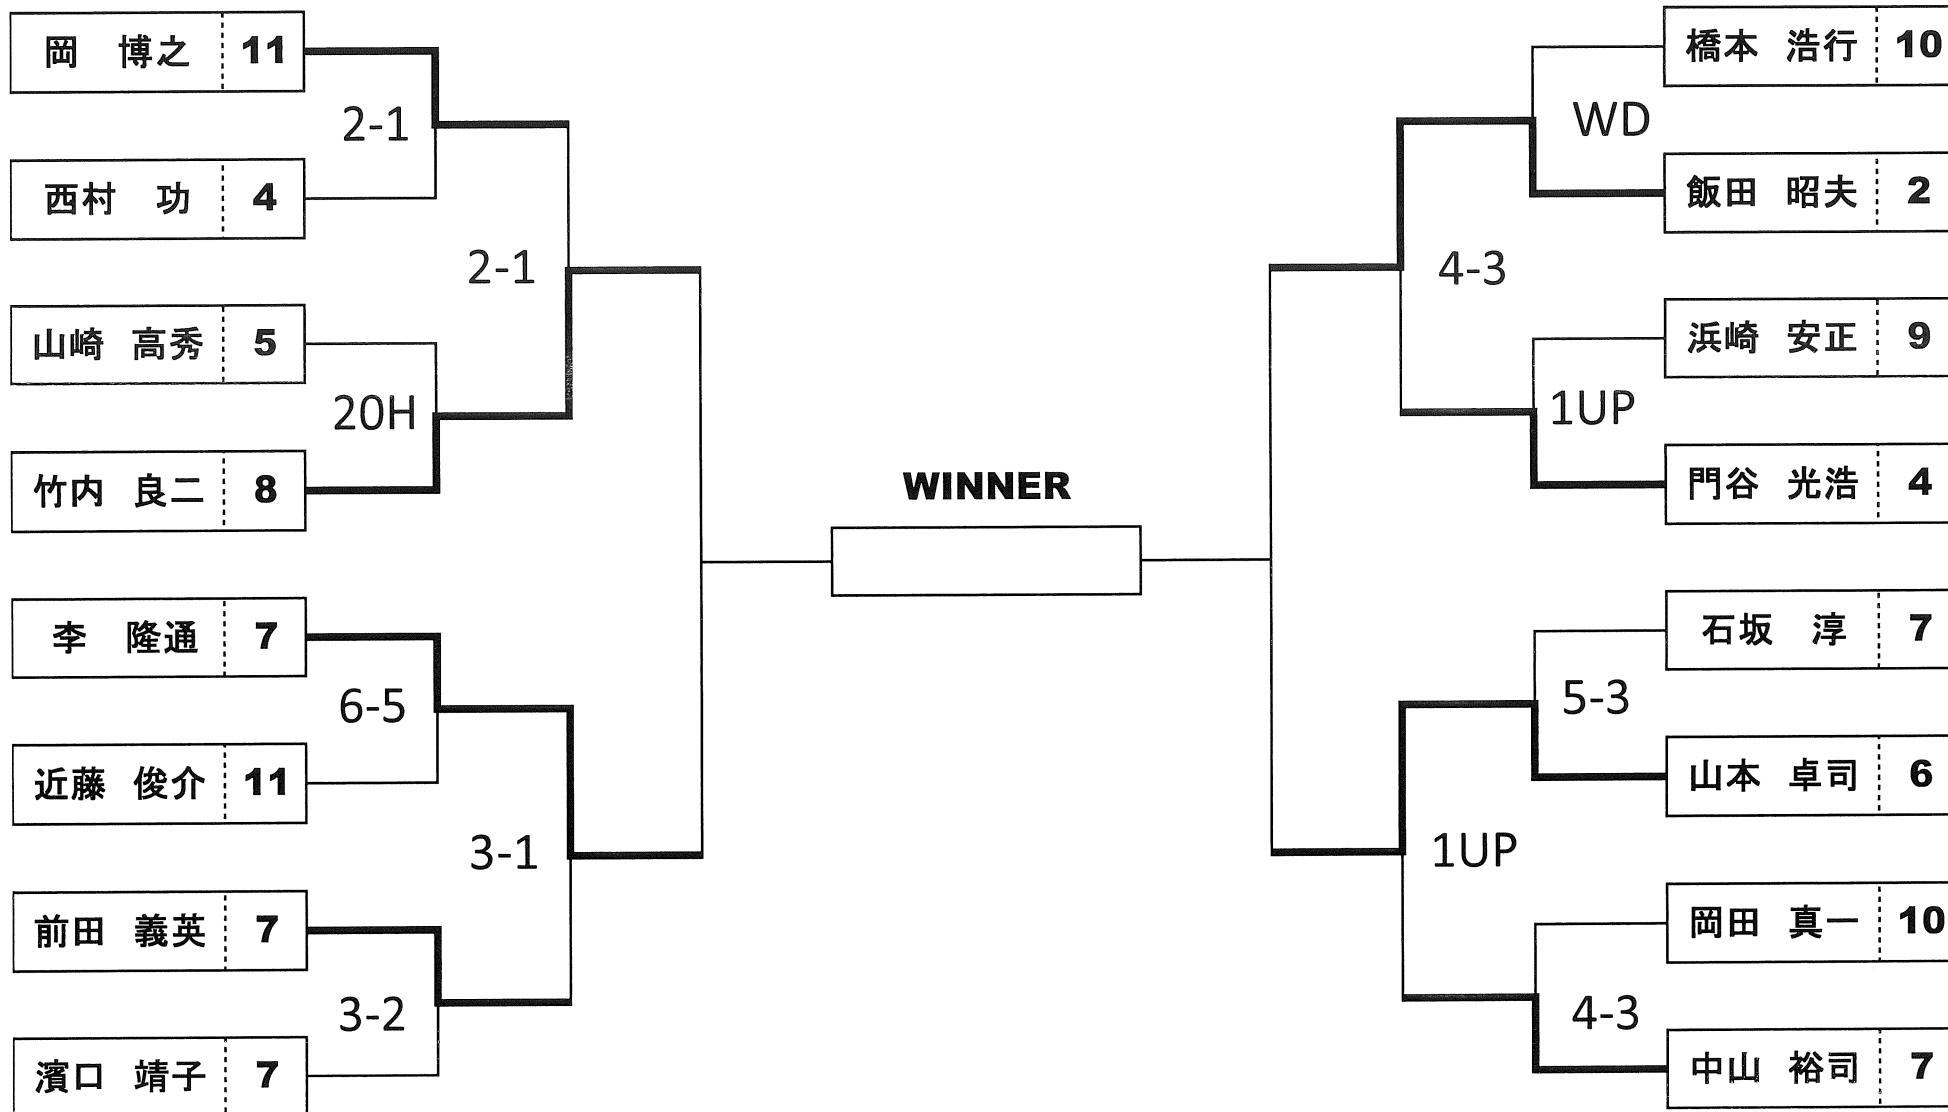 岡　博之 11
2-1
西村　功 4
2-1
山崎 高秀 5
20H
竹内 良二 8
李　隆通 7
6-5
近藤 俊介 11
3-1
前田 義英 7
3-2
濱口 靖子 7
WINNER
橋本 浩行 10
WD
飯田 昭夫 2
4-3
浜崎 安正 9
1UP
門谷 光浩 4
石坂　淳 7
5-3
山本 卓司 6
1UP
岡田 真一 10
4-3
中山 裕司 7